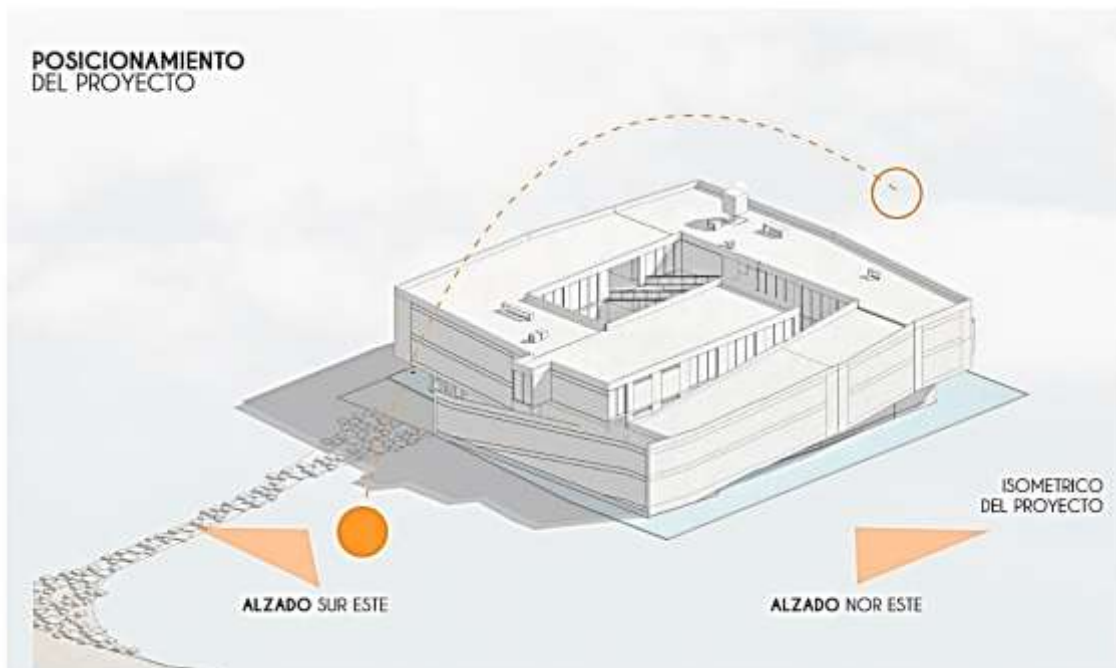 POSICIONAMIENTO
DEL PROYECTO
ISOMETRICO
DEL PROYECTO
ALZADO SUR ESTE
ALZADO NOR ESTE